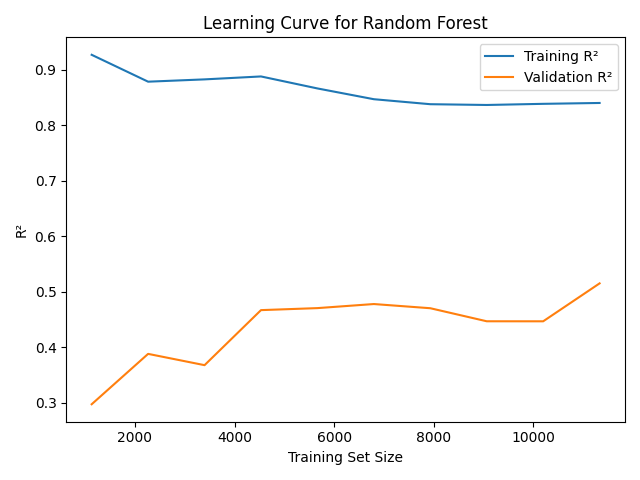 Learning Curve for Random Forest
Training R²
Validation R²
R²
0.9
0.8
0.7
0.6
0.5
0.4
0.3
2000 4000 6000 8000 10000
Training Set Size